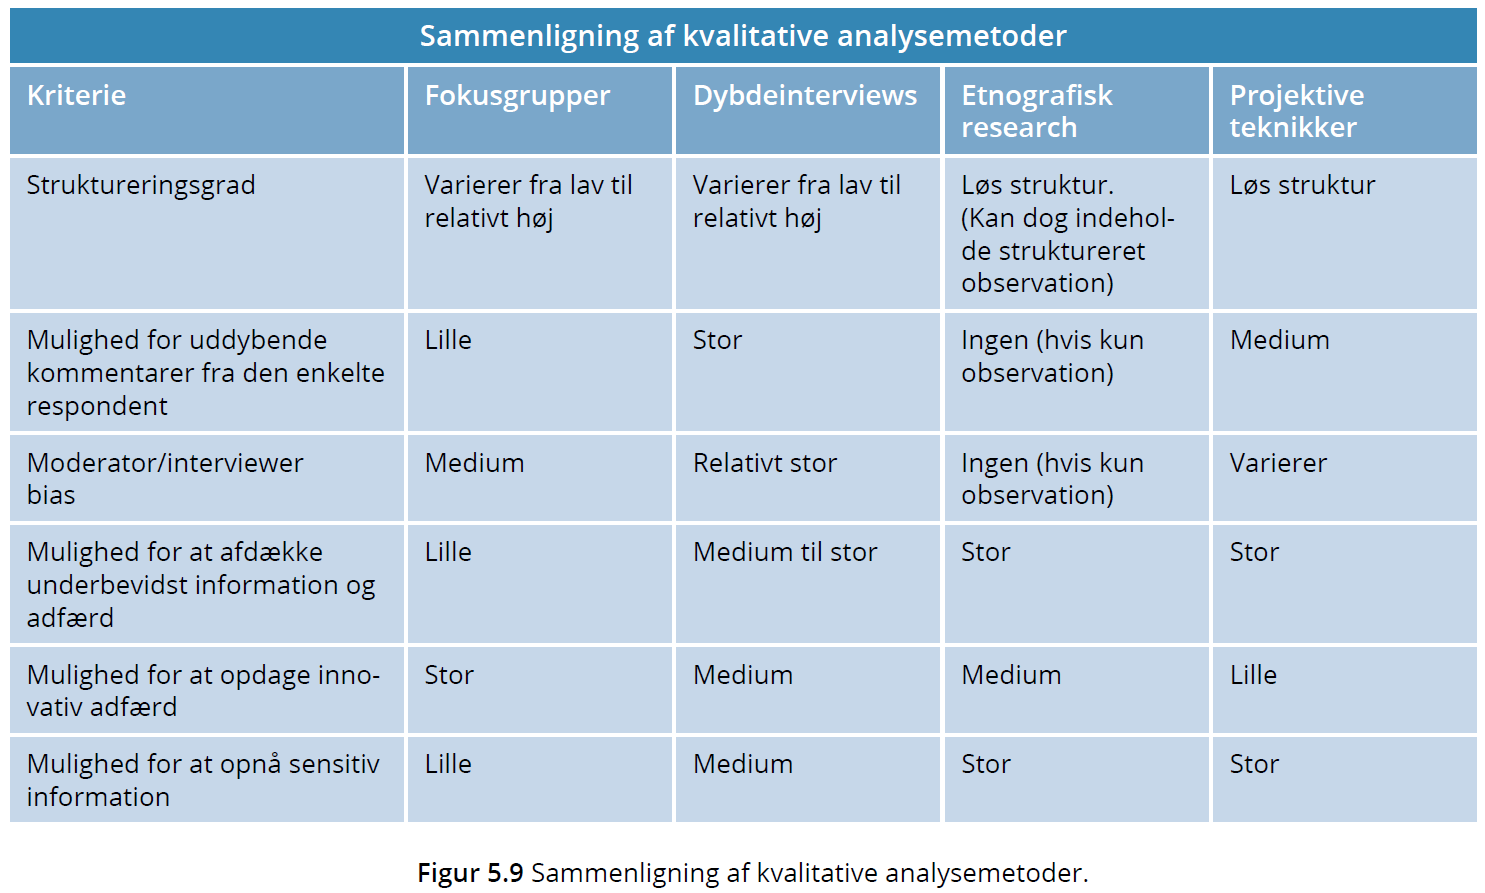 Sammenligning af kvalitative analysemetoder
Kriterie
Fokusgrupper
Dybdeinterviews
Etnografisk
research
Projektive
teknikker
Struktureringsgrad
Varierer fra lav til
relativt høj
Varierer fra lav til
relativt høj
Løs struktur.
(Kan dog indehol-
de struktureret
observation)
Løs struktur
Mulighed for uddybende
kommentarer fra den enkelte
respondent
Lille
Stor
Ingen (hvis kun
observation)
Medium
Moderator/interviewer
bias
Medium
Relativt stor
Ingen (hvis kun
observation)
Varierer
Mulighed for at afdække
underbevidst information og
adfærd
Lille
Medium til stor
Stor
Stor
Mulighed for at opdage inno-
vativ adfærd
Stor
Medium
Medium
Lille
Mulighed for at opnå sensitiv
information
Lille
Medium
Stor
Stor
Figur 5.9 Sammenligning af kvalitative analysemetoder.